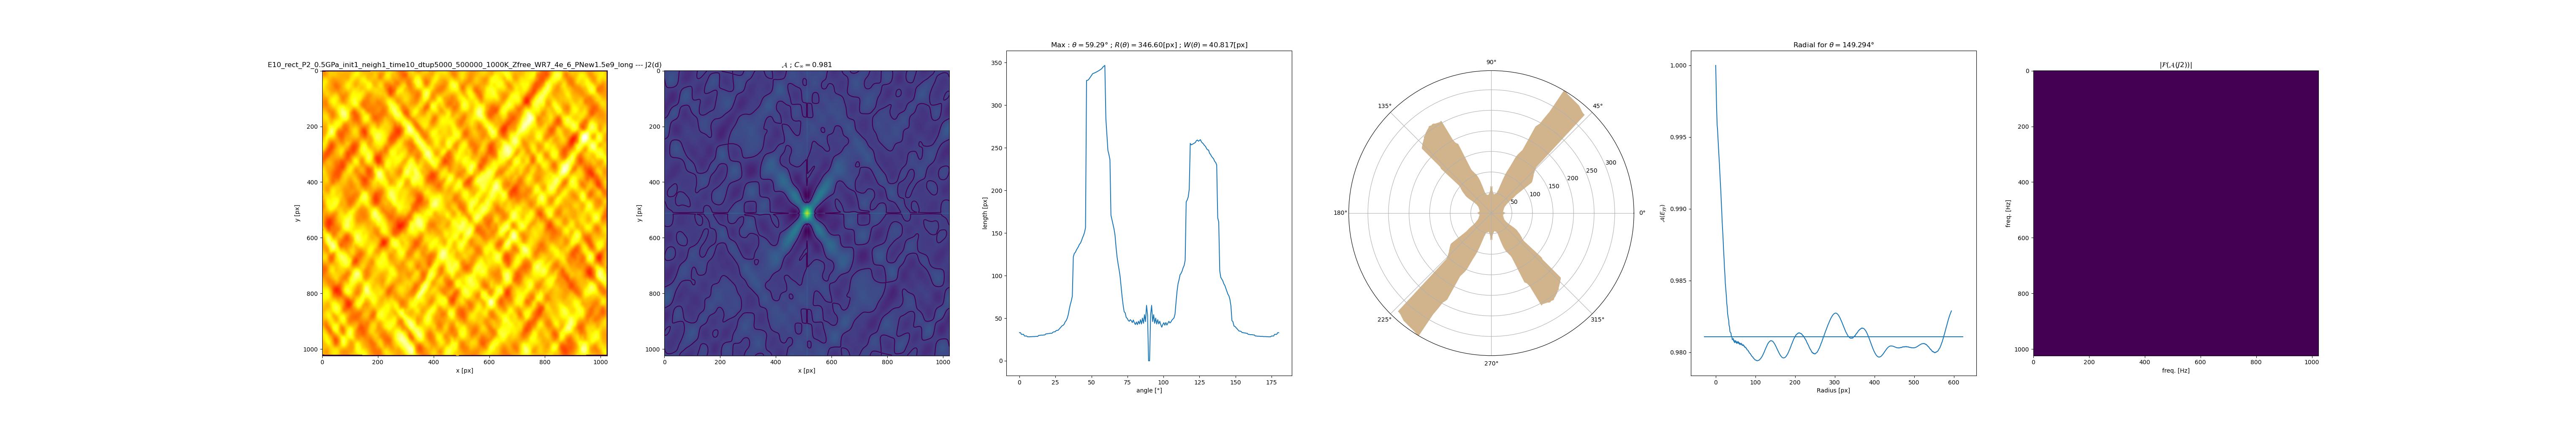 E10_rect_P2_0.5GPa_init1_neigh1_time10_dtup5000_500000_1000K_Zfree_WR7_4e_6_PNew1.5e9_long --- J2(d)
0
200
400
600
800
1000
y [px]
0 200 400 600 800 1000
x [px]
𝒜 ; C∞ = 0.981
0
200
400
600
800
1000
y [px]
0 200 400 600 800 1000
x [px]
Max : θ = 59.29° ; R(θ) = 346.60[px] ; W(θ) = 40.817[px]
350
300
250
200
150
100
50
0
length [px]
0 25 50 75 100 125 150 175
angle [°]
90°
135° 45°
180° 0°
225° 315°
270°
50 100 150 200 250 300
Radial for θ = 149.294°
1.000
0.995
0.990
0.985
0.980
0 100 200 300 400 500 600
Radius [px]
|ℱ(𝒜(J2))|
0
200
400
600
800
1000
freq. [Hz]
0 200 400 600 800 1000
freq. [Hz]